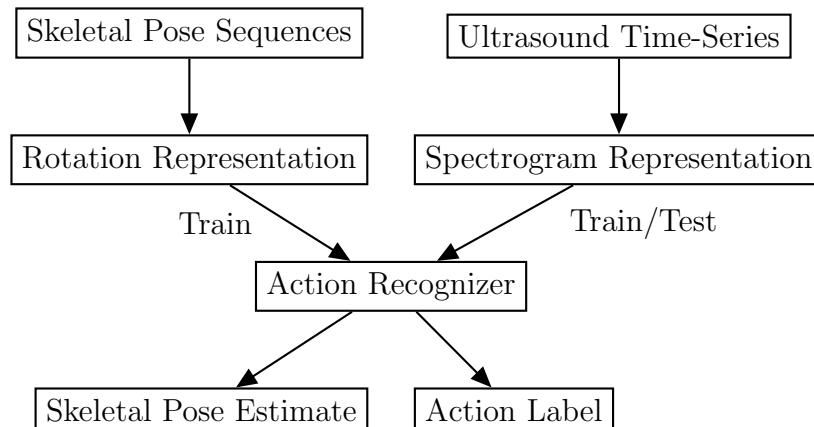 Skeletal Pose Sequences
Ultrasound Time-Series
Rotation Representation
Spectrogram Representation
Train
Train/Test
Action Recognizer
Skeletal Pose Estimate
Action Label